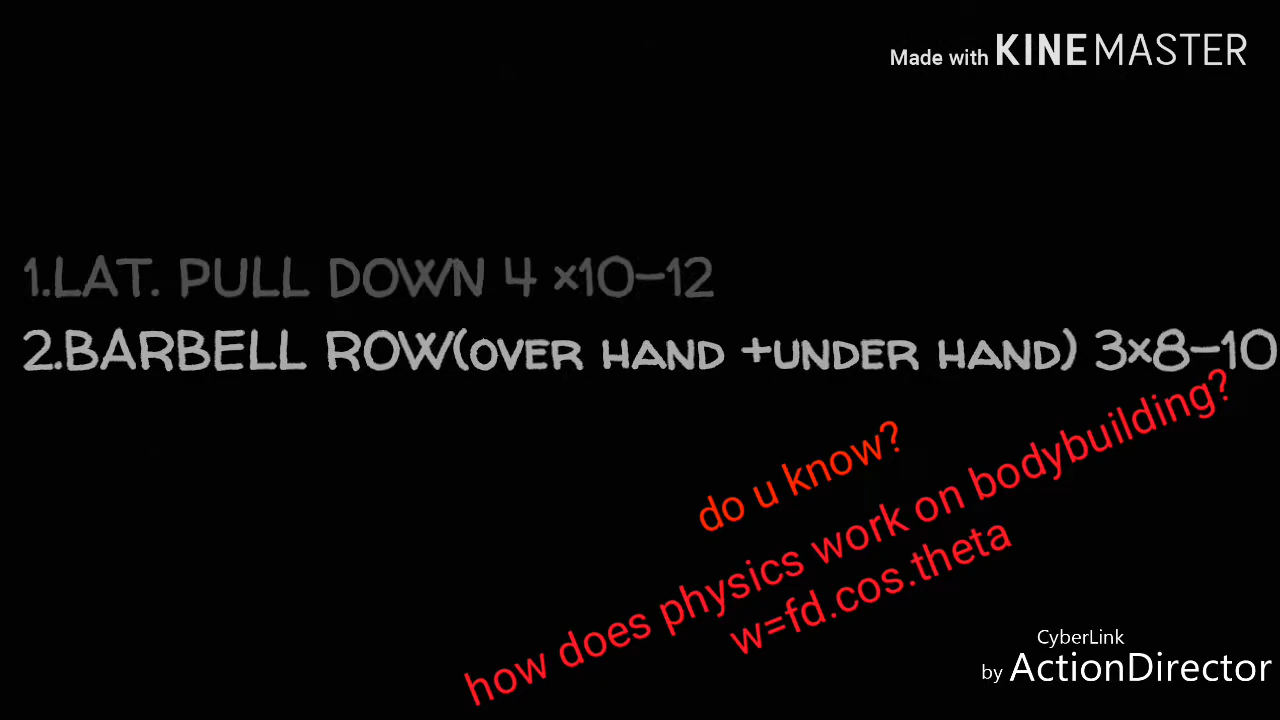 Made with KINEMASTER
1.LAT. PULL DOWN 4 ×10-12
2.BARBELL ROW(OVER HAND +UNDER HAND) 3×8-10
do u know?
how does physics work on bodybuilding?
w=fd.cos.theta
CyberLink
by ActionDirector